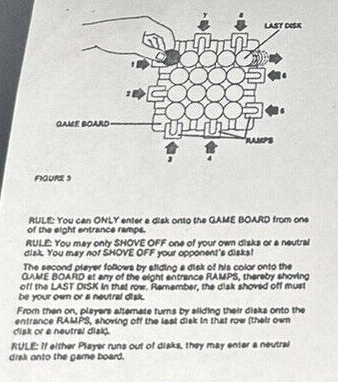 7 8
LAST DISK
1
6
2
5
GAME BOARD
RAMPS
3 4
FIGURE 3
RULE: You can ONLY enter a disk onto the GAME BOARD from one
of the eight entrance ramps.
RULE: You may only SHOVE OFF one of your own disks or a neutral
disk. You may not SHOVE OFF your opponent's disks!
The second player follows by sliding a disk of his color onto the
GAME BOARD at any of the eight entrance RAMPS, thereby shoving
off the LAST DISK in that row. Remember, the disk shoved off must
be your own or a neutral disk.
From then on, players alternate turns by sliding their disks onto the
entrance RAMPS, shoving off the last disk in that row (their own
disk or a neutral disk).
RULE: If either Player runs out of disks, they may enter a neutral
disk onto the game board.